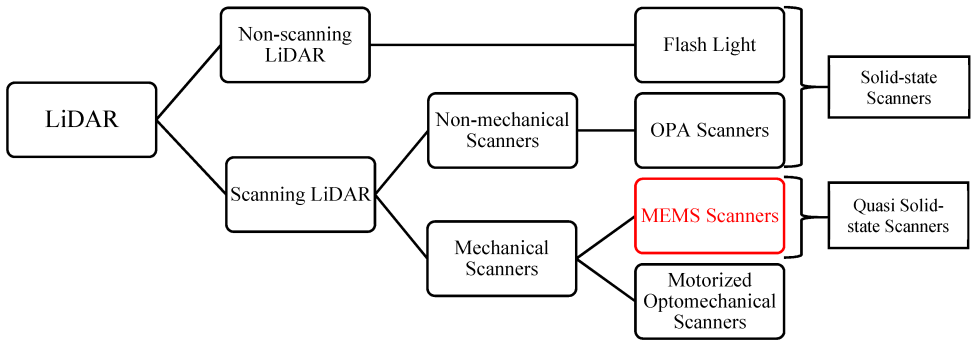 LiDAR
Non-scanning
LiDAR
Scanning LiDAR
Non-mechanical
Scanners
Mechanical
Scanners
Flash Light
OPA Scanners
MEMS Scanners
Motorized
Optomechanical
Scanners
Solid-state
Scanners
Quasi Solid-
state Scanners